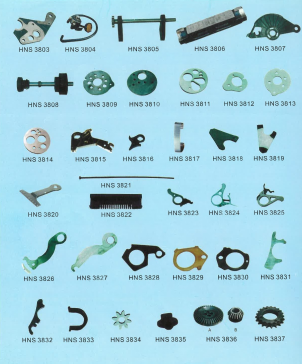 HNS 3803 HNS 3804 HNS 3805 HNS 3806 HNS 3807
HNS 3808 HNS 3809 HNS 3810 HNS 3811 HNS 3812 HNS 3813
HNS 3814 HNS 3815 HNS 3816 HNS 3817 HNS 3818 HNS 3819
HNS 3821
HNS 3820 HNS 3822 HNS 3823 HNS 3824 HNS 3825
HNS 3826 HNS 3827 HNS 3828 HNS 3829 HNS 3830 HNS 3831
A B
HNS 3832 HNS 3833 HNS 3834 HNS 3835 HNS 3836 HNS 3837